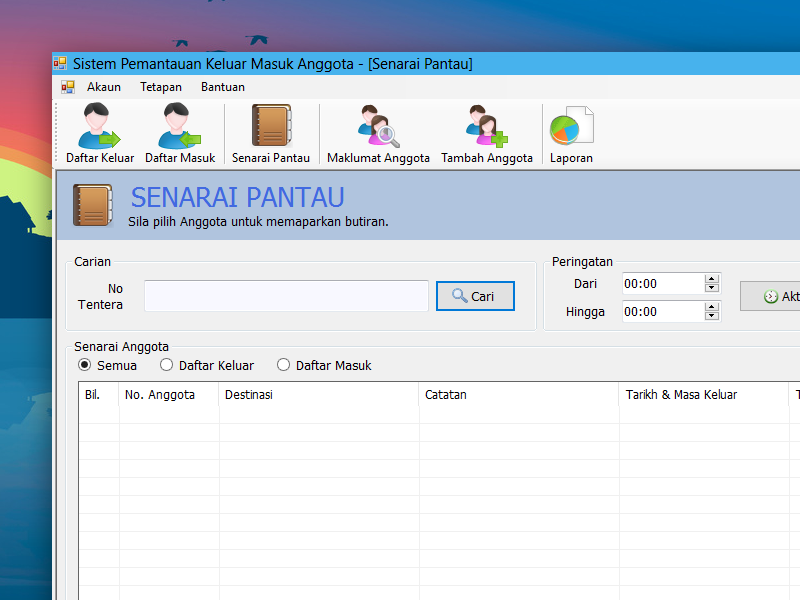 Sistem Pemantauan Keluar Masuk Anggota - [Senarai Pantau]
Akaun Tetapan Bantuan
Daftar Keluar Daftar Masuk Senarai Pantau Maklumat Anggota Tambah Anggota Laporan
SENARAI PANTAU
Sila pilih Anggota untuk memaparkan butiran.
Carian
No Tentera
Cari
Peringatan
Dari 00:00
Hingga 00:00
Akt
Senarai Anggota
Semua Daftar Keluar Daftar Masuk
Bil. No. Anggota Destinasi Catatan Tarikh & Masa Keluar T